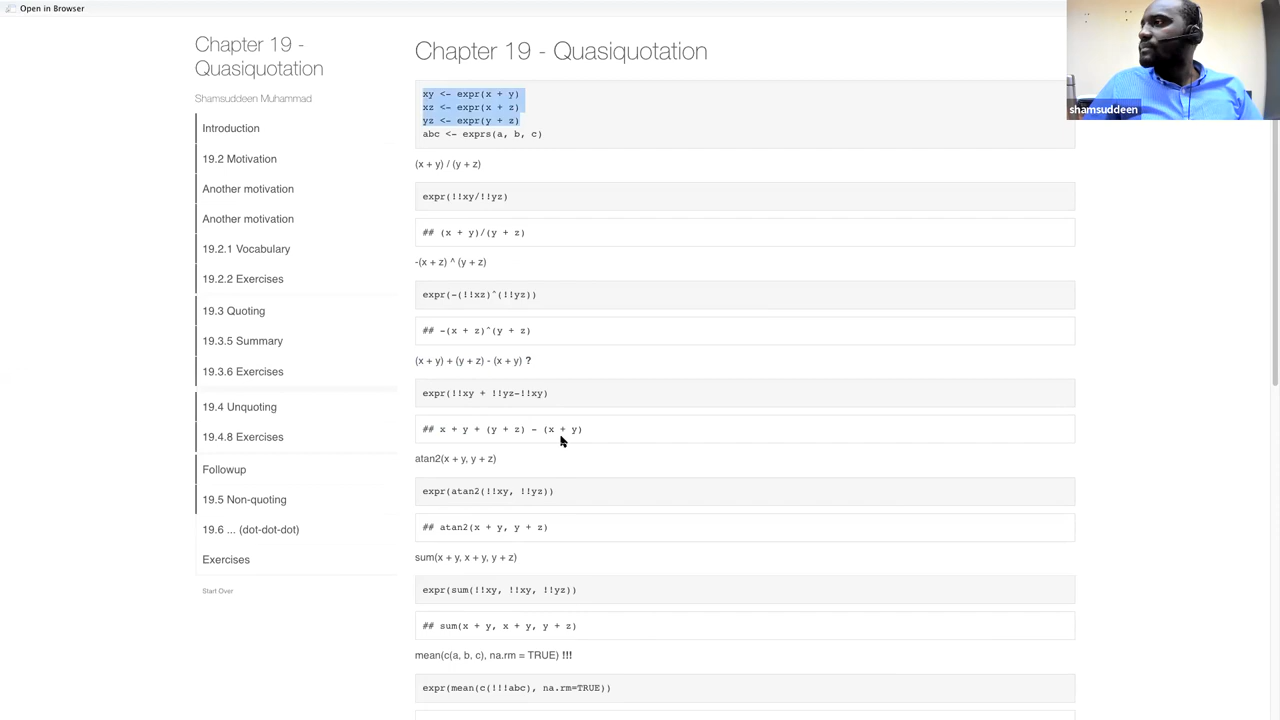 Open in Browser
Chapter 19 -
Quasiquotation
Shamsuddeen Muhammad
Introduction
19.2 Motivation
Another motivation
Another motivation
19.2.1 Vocabulary
19.2.2 Exercises
19.3 Quoting
19.3.5 Summary
19.3.6 Exercises
19.4 Unquoting
19.4.8 Exercises
Followup
19.5 Non-quoting
19.6 ... (dot-dot-dot)
Exercises
Start Over
Chapter 19 - Quasiquotation
xy <- expr(x + y)
xz <- expr(x + z)
yz <- expr(y + z)
abc <- exprs(a, b, c)
(x + y) / (y + z)
expr(!!xy/!!yz)
## (x + y)/(y + z)
-(x + z) ^ (y + z)
expr(-(!!xz)^(!!yz))
## -(x + z)^(y + z)
(x + y) + (y + z) - (x + y) ?
expr(!!xy + !!yz-!!xy)
## x + y + (y + z) - (x + y)
atan2(x + y, y + z)
expr(atan2(!!xy, !!yz))
## atan2(x + y, y + z)
sum(x + y, x + y, y + z)
expr(sum(!!xy, !!xy, !!yz))
## sum(x + y, x + y, y + z)
mean(c(a, b, c), na.rm = TRUE) !!!
expr(mean(c(!!!abc), na.rm=TRUE))
shamsuddeen